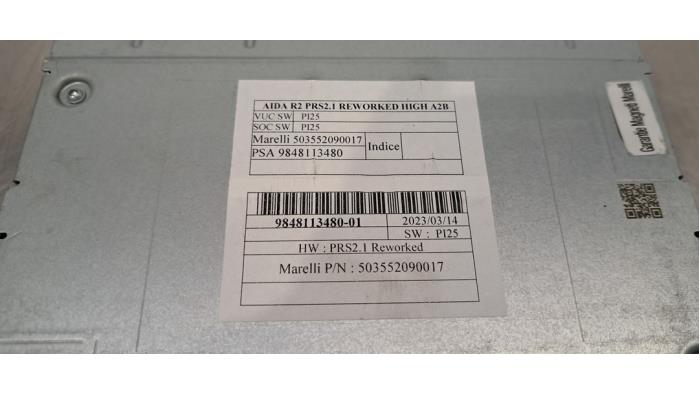 AIDA R2 PRS2.1 REWORKED HIGH A2B
VUC SW PI25
SOC SW PI25
Marelli 503552090017 Indice
PSA 9848113480
9848113480-01 2023/03/14
SW : PI25
HW : PRS2.1 Reworked
Marelli P/N : 503552090017
Garantie Magneti Marelli